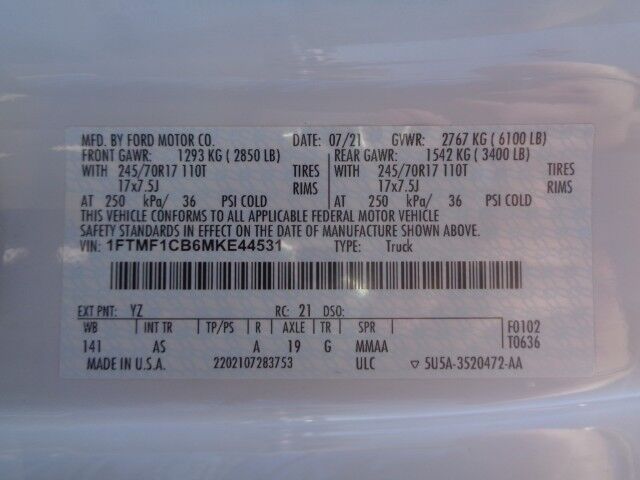 MFD. BY FORD MOTOR CO. DATE: 07/21 GVWR: 2767 KG ( 6100 LB)
FRONT GAWR: 1293 KG ( 2850 LB) REAR GAWR: 1542 KG ( 3400 LB)
WITH 245/70R17 110T TIRES WITH 245/70R17 110T TIRES
17x7.5J RIMS 17x7.5J RIMS
AT 250 kPa/ 36 PSI COLD AT 250 kPa/ 36 PSI COLD
THIS VEHICLE CONFORMS TO ALL APPLICABLE FEDERAL MOTOR VEHICLE
SAFETY STANDARDS IN EFFECT ON THE DATE OF MANUFACTURE SHOWN ABOVE.
VIN: 1FTMF1CB6MKE44531 TYPE: Truck
EXT PNT: YZ RC: 21 DSO:
WB INT TR TP/PS R AXLE TR SPR F0102
141 AS A 19 G MMAA T0636
MADE IN U.S.A. 2202107283753 ULC ▽ 5U5A-3520472-AA